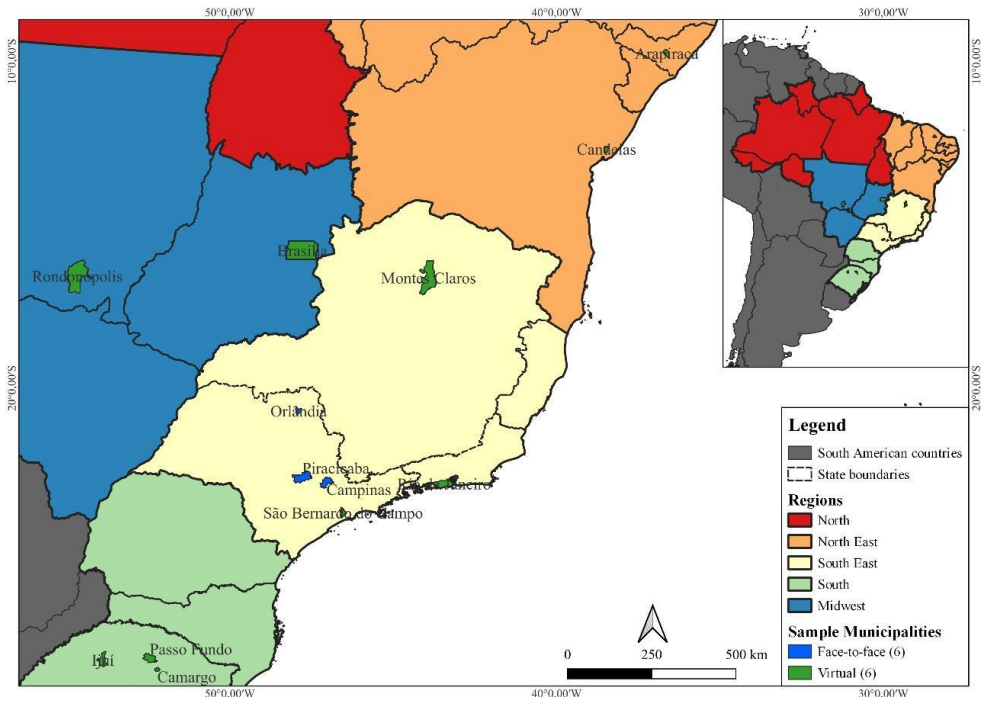 50°0.00'W 40°0.00'W 30°0.00'W
10°0.00'S
10°0.00'S
Arapiraca
Candeias
Brasília
Rondonópolis
Montes Claros
20°0.00'S
20°0.00'S
Orlândia
Piracicaba
Campinas
Rio de Janeiro
São Bernardo do Campo
Ijuí
Passo Fundo
Camargo
Legend
South American countries
State boundaries
Regions
North
North East
South East
South
Midwest
Sample Municipalities
Face-to-face (6)
Virtual (6)
0 250 500 km
50°0.00'W 40°0.00'W 30°0.00'W